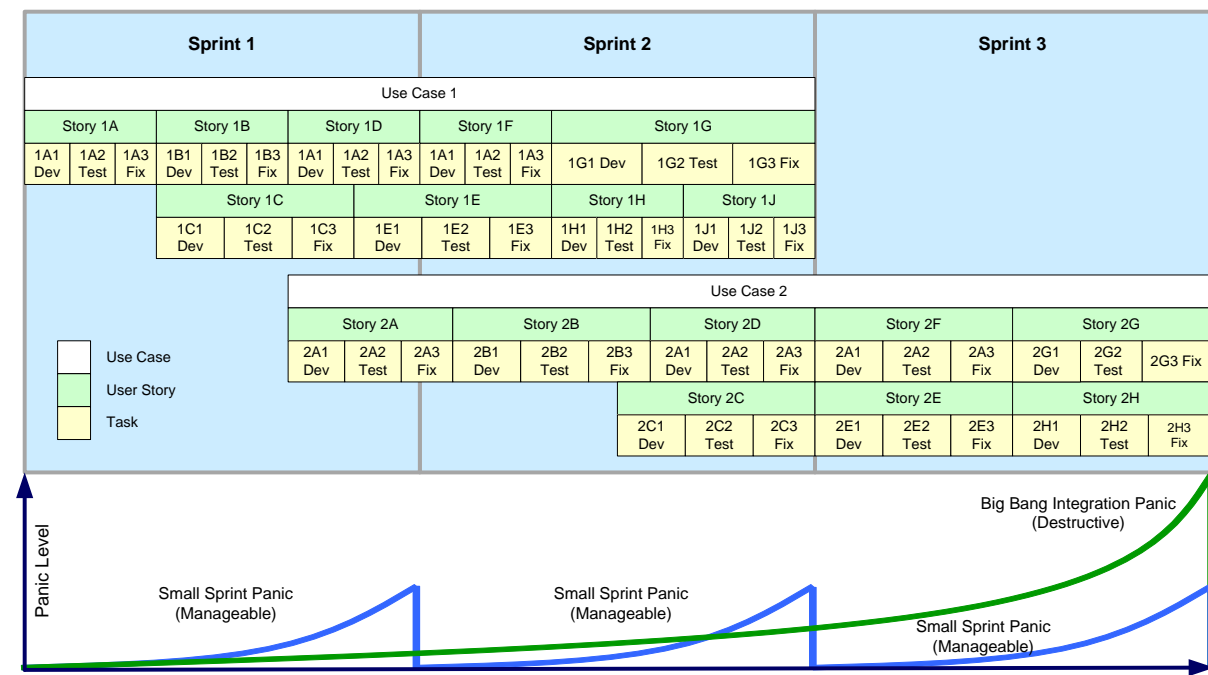 Sprint 1 Sprint 2 Sprint 3
Use Case 1
Story 1A Story 1B Story 1D Story 1F Story 1G
1A1 1A2 1A3 1B1 1B2 1B3 1A1 1A2 1A3 1A1 1A2 1A3 1G1 Dev 1G2 Test 1G3 Fix
Dev Test Fix Dev Test Fix Dev Test Fix Dev Test Fix
Story 1C Story 1E Story 1H Story 1J
1C1 1C2 1C3 1E1 1E2 1E3 1H1 1H2 1H3 1J1 1J2 1J3
Dev Test Fix Dev Test Fix Dev Test Fix Dev Test Fix
Use Case 2
Story 2A Story 2B Story 2D Story 2F Story 2G
2A1 2A2 2A3 2B1 2B2 2B3 2A1 2A2 2A3 2A1 2A2 2A3 2G1 2G2 2G3 Fix
Dev Test Fix Dev Test Fix Dev Test Fix Dev Test Fix Dev Test
Story 2C Story 2E Story 2H
2C1 2C2 2C3 2E1 2E2 2E3 2H1 2H2 2H3
Dev Test Fix Dev Test Fix Dev Test Fix
Use Case
User Story
Task
Panic Level
Small Sprint Panic
(Manageable)
Small Sprint Panic
(Manageable)
Big Bang Integration Panic
(Destructive)
Small Sprint Panic
(Manageable)